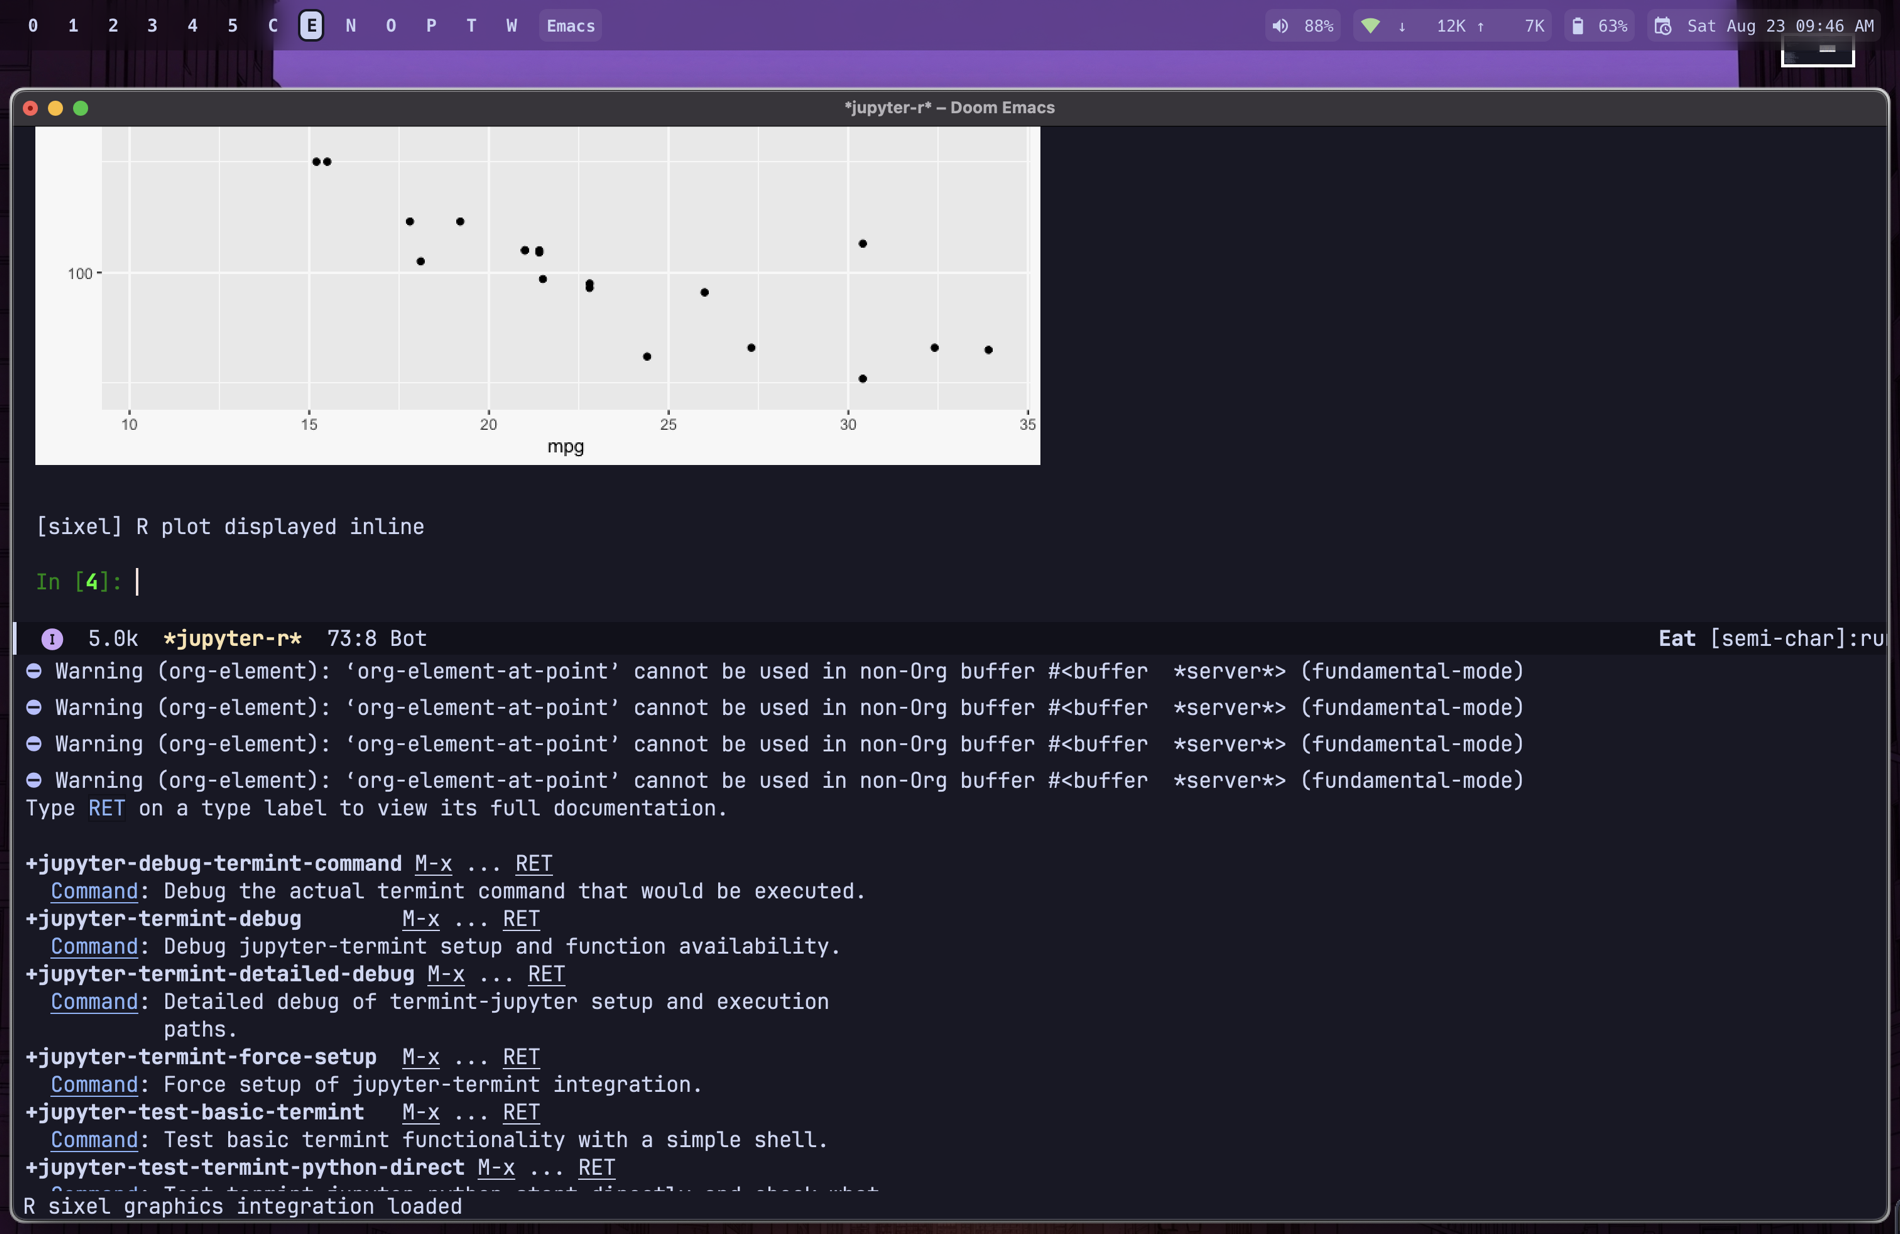 0 1 2 3 4 5 C E N O P T W Emacs 88% ↓ 12K ↑ 7K 63% Sat Aug 23 09:46 AM
*jupyter-r* – Doom Emacs
100
10 15 20 25 30 35
mpg
[sixel] R plot displayed inline
In [4]:
I 5.0k *jupyter-r* 73:8 Bot Eat [semi-char]:ru
Warning (org-element): ‘org-element-at-point’ cannot be used in non-Org buffer #<buffer  *server*> (fundamental-mode)
Warning (org-element): ‘org-element-at-point’ cannot be used in non-Org buffer #<buffer  *server*> (fundamental-mode)
Warning (org-element): ‘org-element-at-point’ cannot be used in non-Org buffer #<buffer  *server*> (fundamental-mode)
Warning (org-element): ‘org-element-at-point’ cannot be used in non-Org buffer #<buffer  *server*> (fundamental-mode)
Type RET on a type label to view its full documentation.
+jupyter-debug-termint-command M-x ... RET
Command: Debug the actual termint command that would be executed.
+jupyter-termint-debug M-x ... RET
Command: Debug jupyter-termint setup and function availability.
+jupyter-termint-detailed-debug M-x ... RET
Command: Detailed debug of termint-jupyter setup and execution
paths.
+jupyter-termint-force-setup M-x ... RET
Command: Force setup of jupyter-termint integration.
+jupyter-test-basic-termint M-x ... RET
Command: Test basic termint functionality with a simple shell.
+jupyter-test-termint-python-direct M-x ... RET
R sixel graphics integration loaded